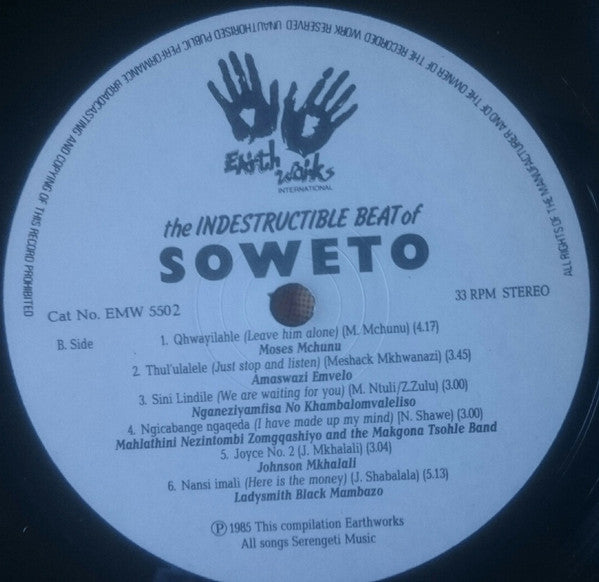 ALL RIGHTS OF THE MANUFACTURER AND OF THE OWNER OF THE RECORDED WORK RESERVED UNAUTHORISED PUBLIC PERFORMANCE BROADCASTING AND COPYING OF THIS RECORD PROHIBITED
Earth
Works
INTERNATIONAL
the INDESTRUCTIBLE BEAT of
SOWETO
Cat No. EMW 5502
33 RPM STEREO
B. Side
1. Qhwayilahle (Leave him alone) (M. Mchunu) (4.17)
Moses Mchunu
2. Thul'ulalele (Just stop and listen) (Meshack Mkhwanazi) (3.45)
Amaswazi Emvelo
3. Sini Lindile (We are waiting for you) (M. Ntuli/Z.Zulu) (3.00)
Nganeziyamfisa No Khambalomvaleliso
4. Ngicabange ngaqeda (I have made up my mind) [N. Shawe) (3.00)
Mahlathini Nezintombi Zomgqashiyo and the Makgona Tsohle Band
5. Joyce No. 2 (J. Mkhalali) (3.04)
Johnson Mkhalali
6. Nansi imali (Here is the money) (J. Shabalala) (5.13)
Ladysmith Black Mambazo
Ⓟ 1985 This compilation Earthworks
All songs Serengeti Music